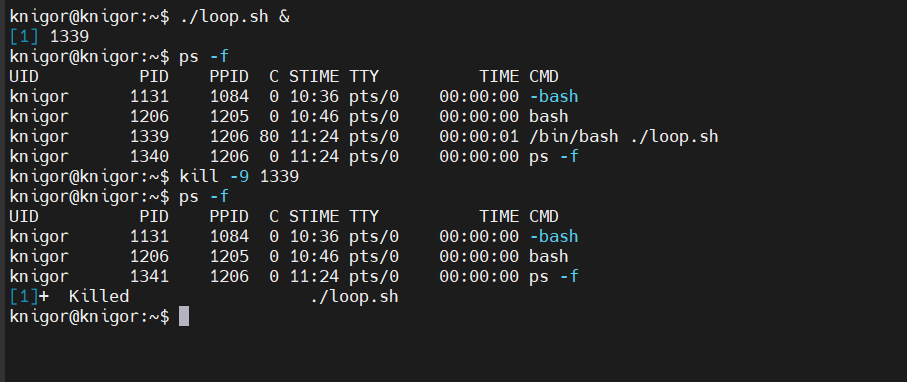 knigor@knigor:~$ ./loop.sh &
[1] 1339
knigor@knigor:~$ ps -f
UID          PID    PPID  C STIME TTY          TIME CMD
knigor      1131    1084  0 10:36 pts/0    00:00:00 -bash
knigor      1206    1205  0 10:46 pts/0    00:00:00 bash
knigor      1339    1206 80 11:24 pts/0    00:00:01 /bin/bash ./loop.sh
knigor      1340    1206  0 11:24 pts/0    00:00:00 ps -f
knigor@knigor:~$ kill -9 1339
knigor@knigor:~$ ps -f
UID          PID    PPID  C STIME TTY          TIME CMD
knigor      1131    1084  0 10:36 pts/0    00:00:00 -bash
knigor      1206    1205  0 10:46 pts/0    00:00:00 bash
knigor      1341    1206  0 11:24 pts/0    00:00:00 ps -f
[1]+  Killed                  ./loop.sh
knigor@knigor:~$